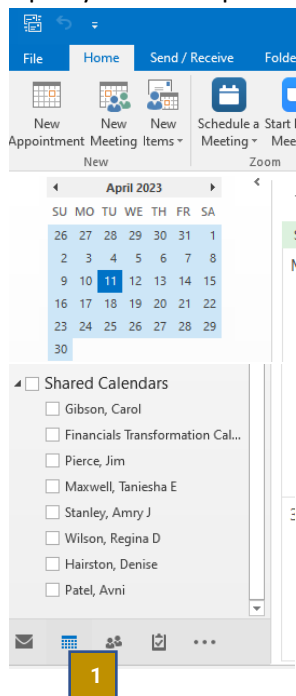 File Home Send / Receive Folde
New Appointment
New Meeting
New Items
Schedule a Meeting
Start
Mee
New
Zoom
April 2023
SU MO TU WE TH FR SA
26 27 28 29 30 31 1
2 3 4 5 6 7 8
9 10 11 12 13 14 15
16 17 18 19 20 21 22
23 24 25 26 27 28 29
30
Shared Calendars
Gibson, Carol
Financials Transformation Cal...
Pierce, Jim
Maxwell, Taniesha E
Stanley, Amry J
Wilson, Regina D
Hairston, Denise
Patel, Avni
3
1